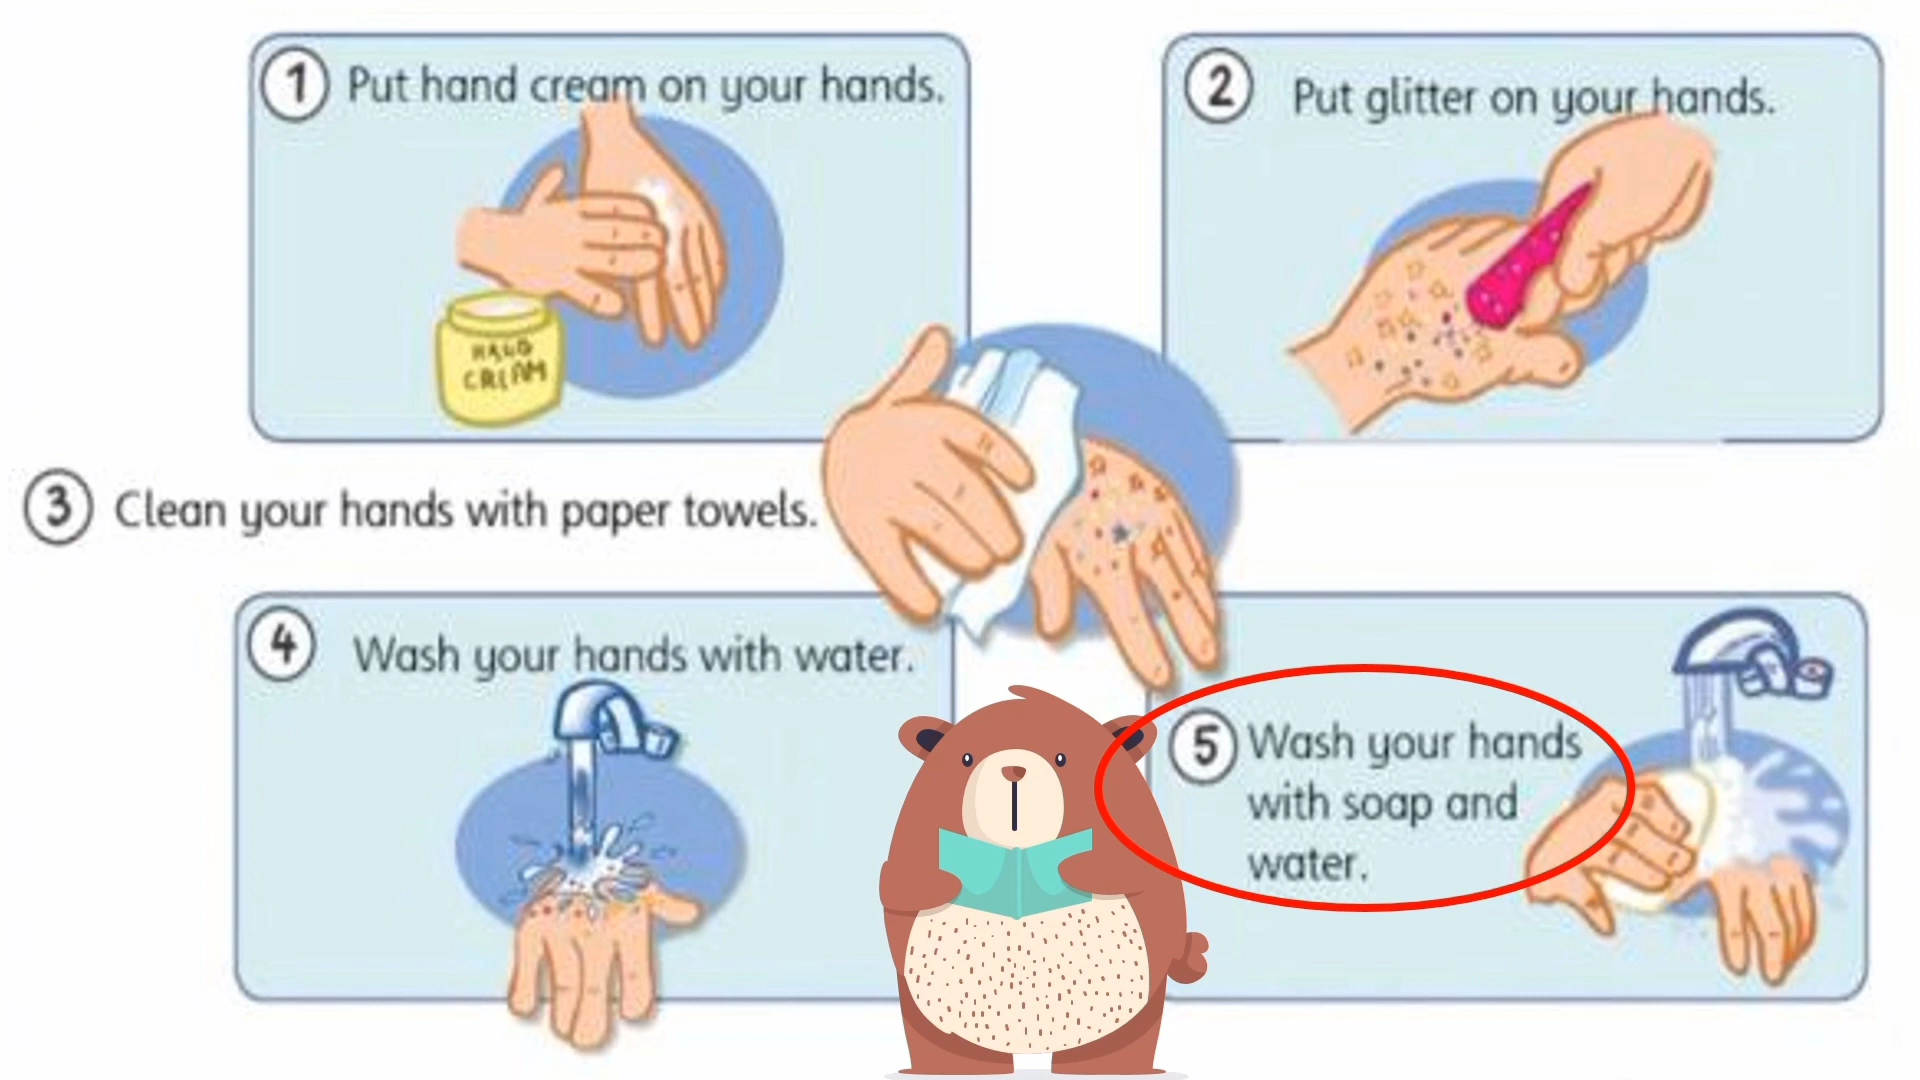 1 Put hand cream on your hands.
HAND
CREAM
2 Put glitter on your hands.
3 Clean your hands with paper towels.
4 Wash your hands with water.
5 Wash your hands
with soap and
water.